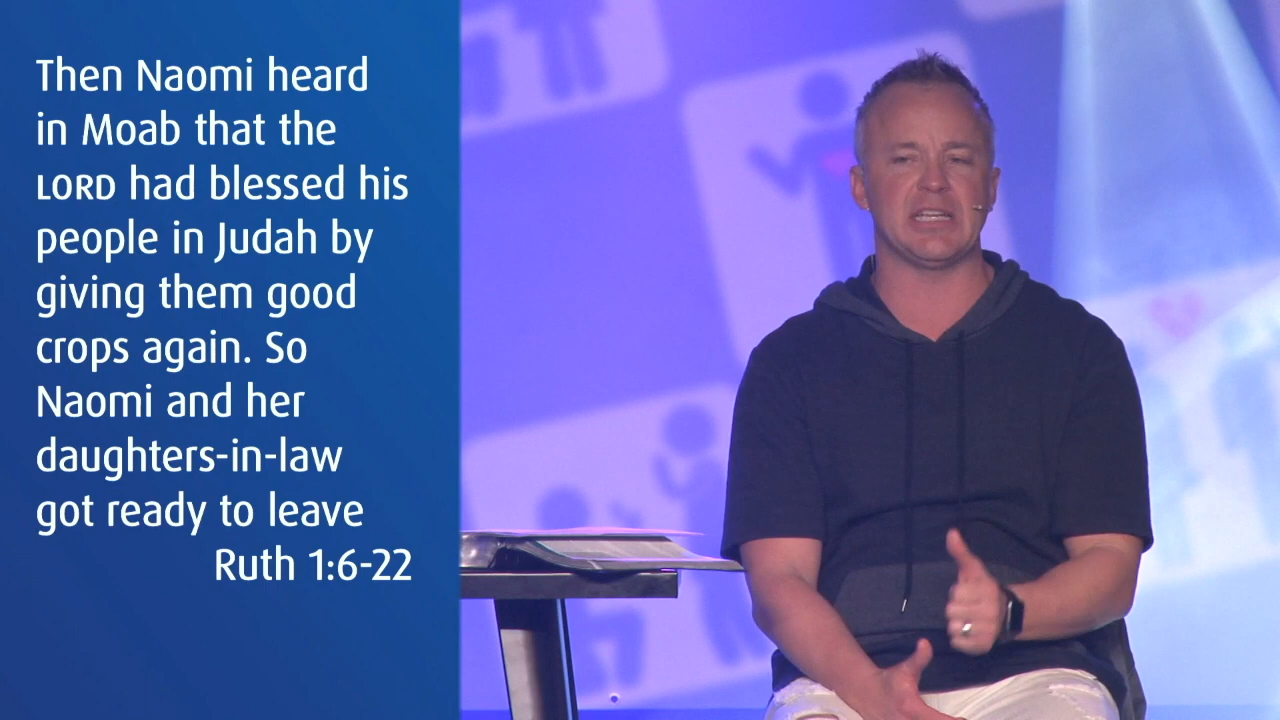 Then Naomi heard
in Moab that the
LORD had blessed his
people in Judah by
giving them good
crops again. So
Naomi and her
daughters-in-law
got ready to leave
Ruth 1:6-22